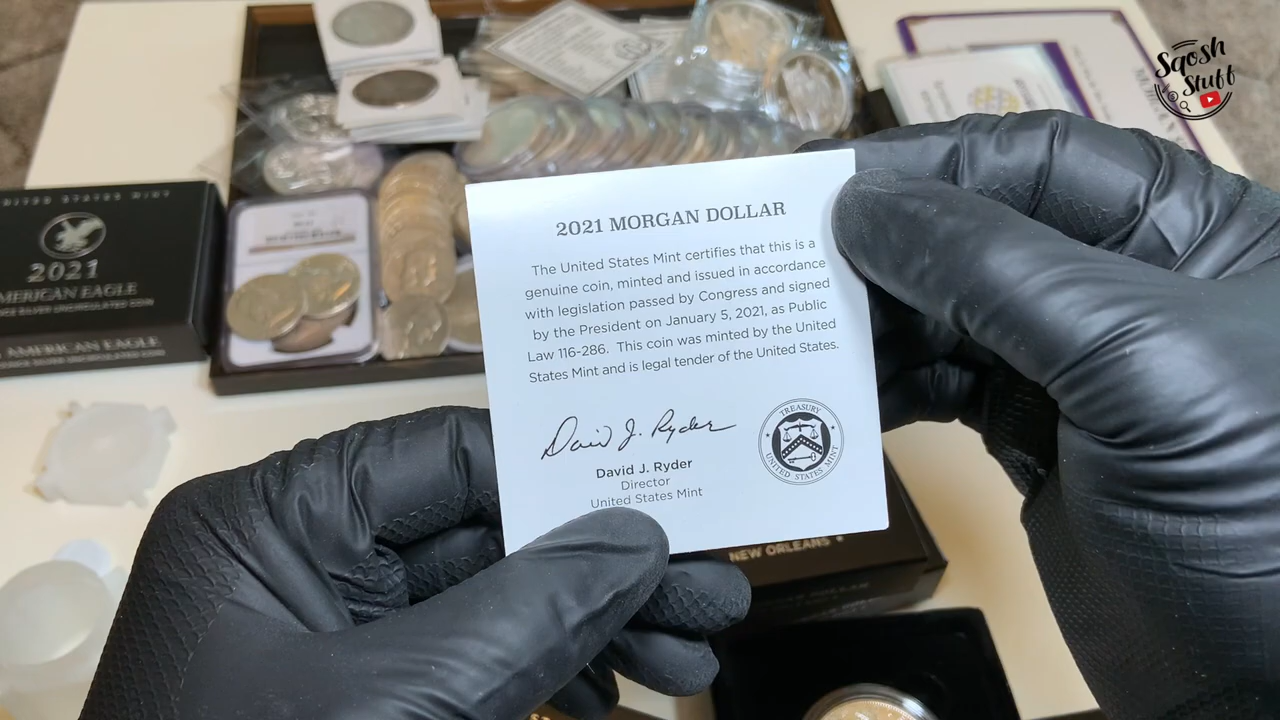 Sqosh
Stuff
UNITED STATES MINT
2021
AMERICAN EAGLE
AMERICAN EAGLE
2021 MORGAN DOLLAR
The United States Mint certifies that this is a
genuine coin, minted and issued in accordance
with legislation passed by Congress and signed
by the President on January 5, 2021, as Public
Law 116-286. This coin was minted by the United
States Mint and is legal tender of the United States.
David J. Ryder
David J. Ryder
Director
United States Mint
TREASURY
UNITED STATES MINT
NEW ORLEANS